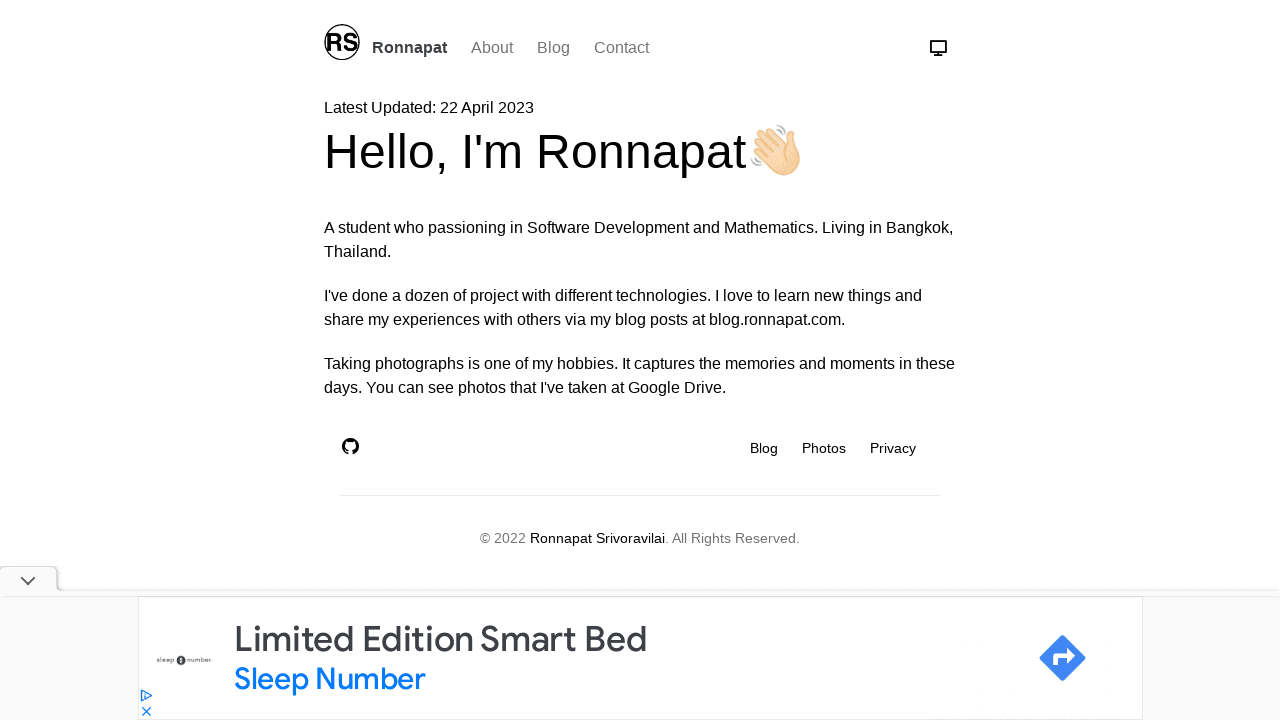 RS Ronnapat About Blog Contact
Latest Updated: 22 April 2023
Hello, I'm Ronnapat
A student who passioning in Software Development and Mathematics. Living in Bangkok,
Thailand.
I've done a dozen of project with different technologies. I love to learn new things and
share my experiences with others via my blog posts at blog.ronnapat.com.
Taking photographs is one of my hobbies. It captures the memories and moments in these
days. You can see photos that I've taken at Google Drive.
Blog Photos Privacy
© 2022 Ronnapat Srivoravilai. All Rights Reserved.
sleep number.
Limited Edition Smart Bed
Sleep Number